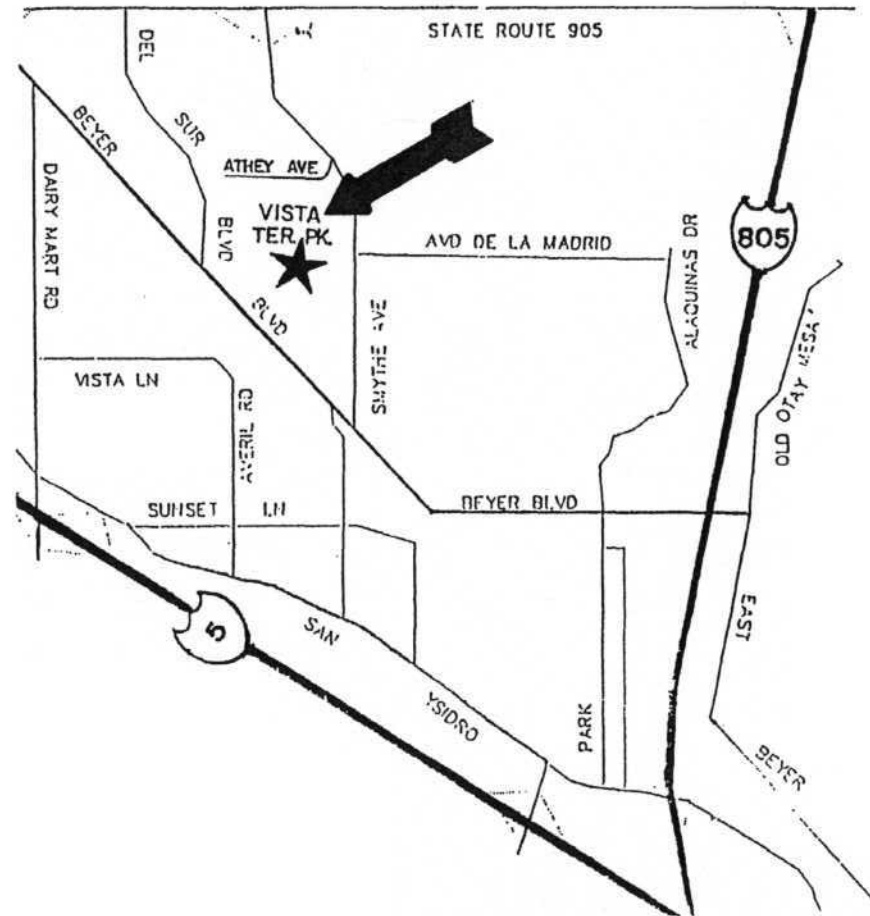 STATE ROUTE 905
DEL
SUR
BLVD
BEYER
BLVD
ATHEY AVE
VISTA
TER. PK.
DAIRY MART RD
AVD DE LA MADRID
ALAQUINAS DR
805
SMYTHE AVE
OLD OTAY MESA
VISTA LN
AVERIL DR
SUNSET LN
BEYER BLVD
EAST
BEYER
5
SAN
YSIDRO
PARK